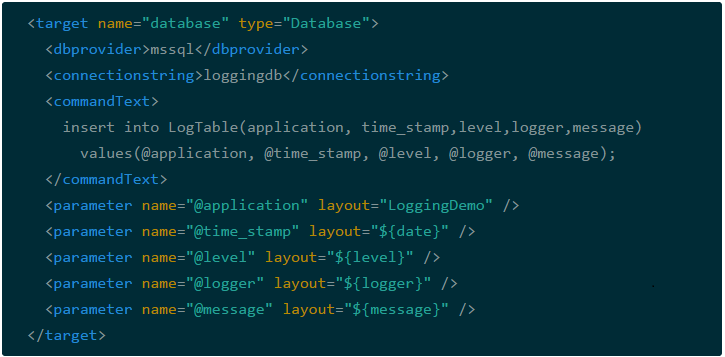 <target name="database" type="Database">
<dbprovider>mssql</dbprovider>
<connectionstring>loggingdb</connectionstring>
<commandText>
insert into LogTable(application, time_stamp,level,logger,message)
values(@application, @time_stamp, @level, @logger, @message);
</commandText>
<parameter name="@application" layout="LoggingDemo" />
<parameter name="@time_stamp" layout="${date}" />
<parameter name="@level" layout="${level}" />
<parameter name="@logger" layout="${logger}" />
<parameter name="@message" layout="${message}" />
</target>